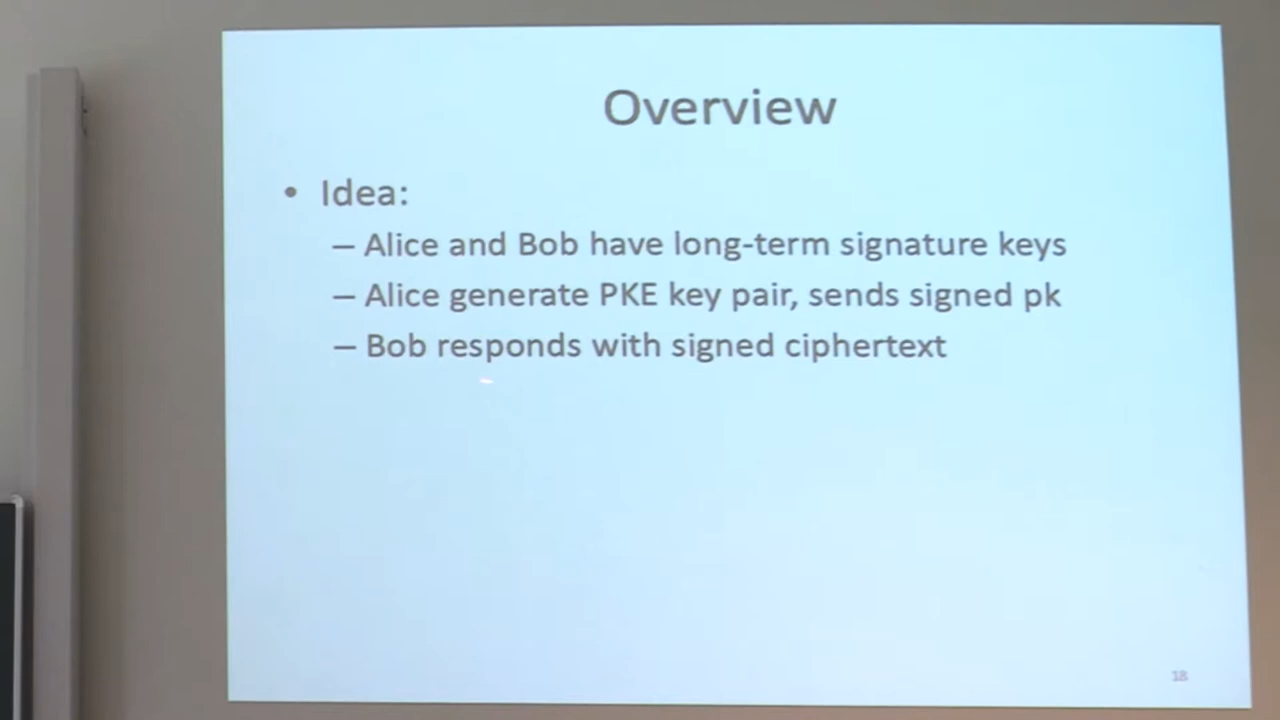 Overview
• Idea:
– Alice and Bob have long-term signature keys
– Alice generate PKE key pair, sends signed pk
– Bob responds with signed ciphertext
18